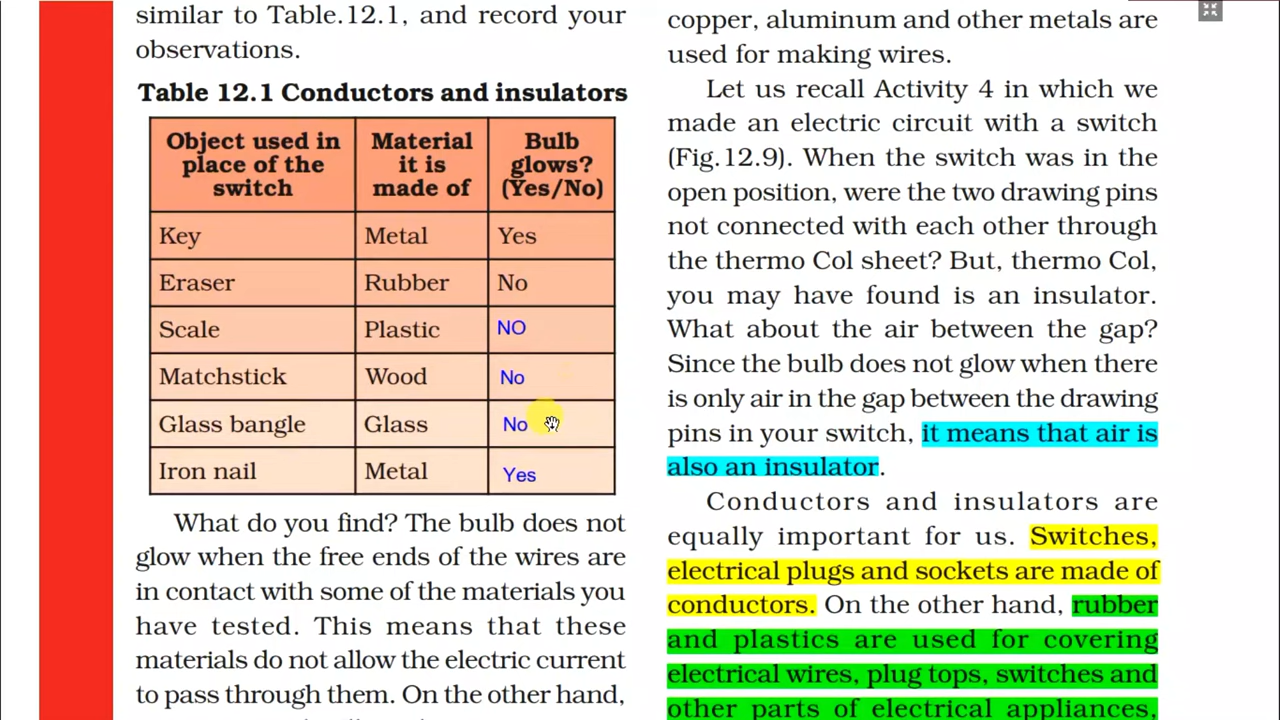 similar to Table.12.1, and record your
observations.
Table 12.1 Conductors and insulators
Object used in place of the switch
Material it is made of
Bulb glows? (Yes/No)
Key Metal Yes
Eraser Rubber No
Scale Plastic NO
Matchstick Wood No
Glass bangle Glass No
Iron nail Metal Yes
What do you find? The bulb does not
glow when the free ends of the wires are
in contact with some of the materials you
have tested. This means that these
materials do not allow the electric current
to pass through them. On the other hand,
copper, aluminum and other metals are
used for making wires.
Let us recall Activity 4 in which we
made an electric circuit with a switch
(Fig.12.9). When the switch was in the
open position, were the two drawing pins
not connected with each other through
the thermo Col sheet? But, thermo Col,
you may have found is an insulator.
What about the air between the gap?
Since the bulb does not glow when there
is only air in the gap between the drawing
pins in your switch, it means that air is
also an insulator.
Conductors and insulators are
equally important for us. Switches,
electrical plugs and sockets are made of
conductors. On the other hand, rubber
and plastics are used for covering
electrical wires, plug tops, switches and
other parts of electrical appliances,